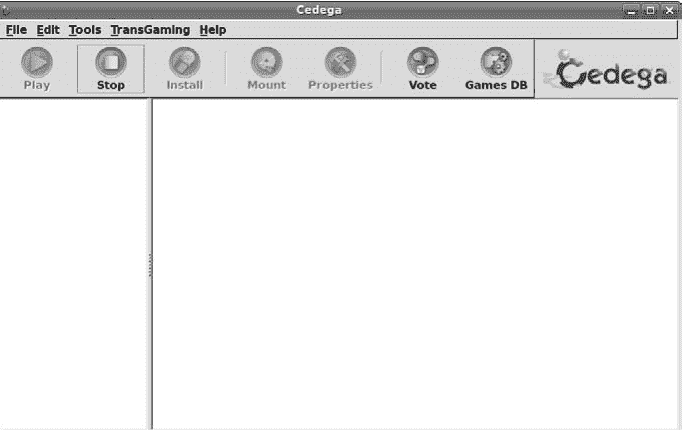 Cedega
File Edit Tools TransGaming Help
Play Stop Install Mount Properties Vote Games DB Cedega